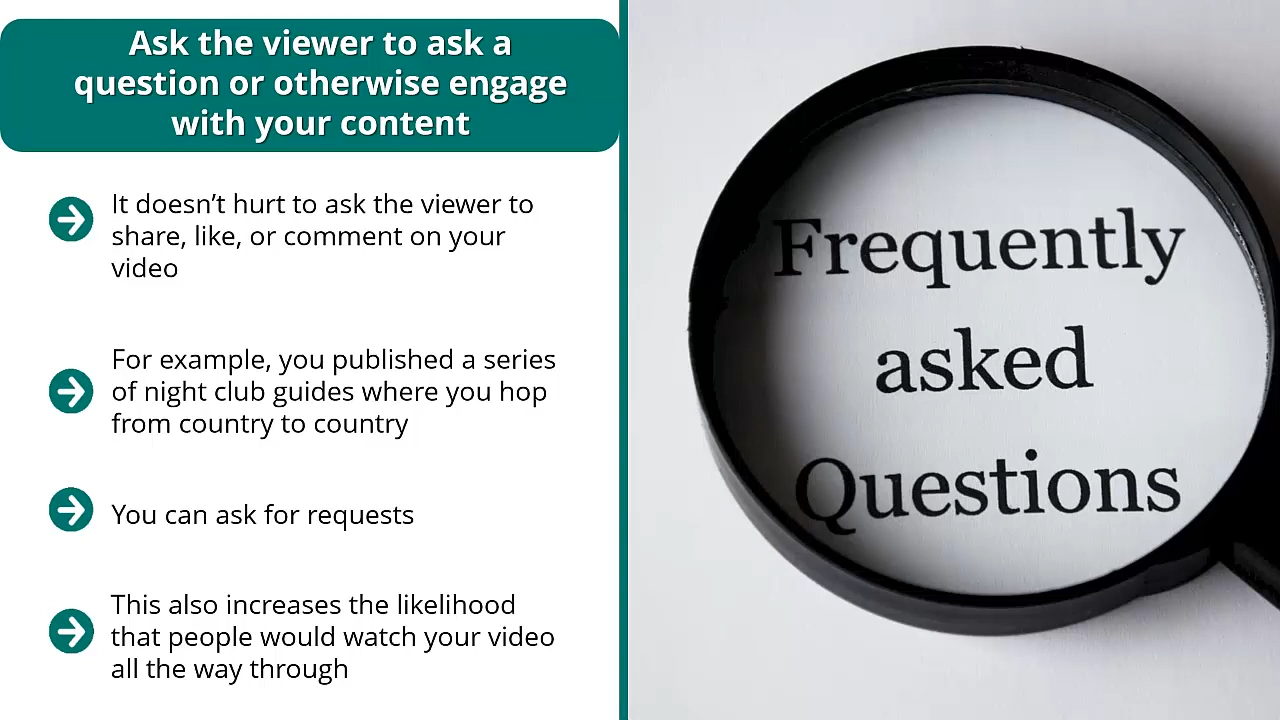 Ask the viewer to ask a
question or otherwise engage
with your content
It doesn’t hurt to ask the viewer to
share, like, or comment on your
video
For example, you published a series
of night club guides where you hop
from country to country
You can ask for requests
This also increases the likelihood
that people would watch your video
all the way through
Frequently
asked
Questions